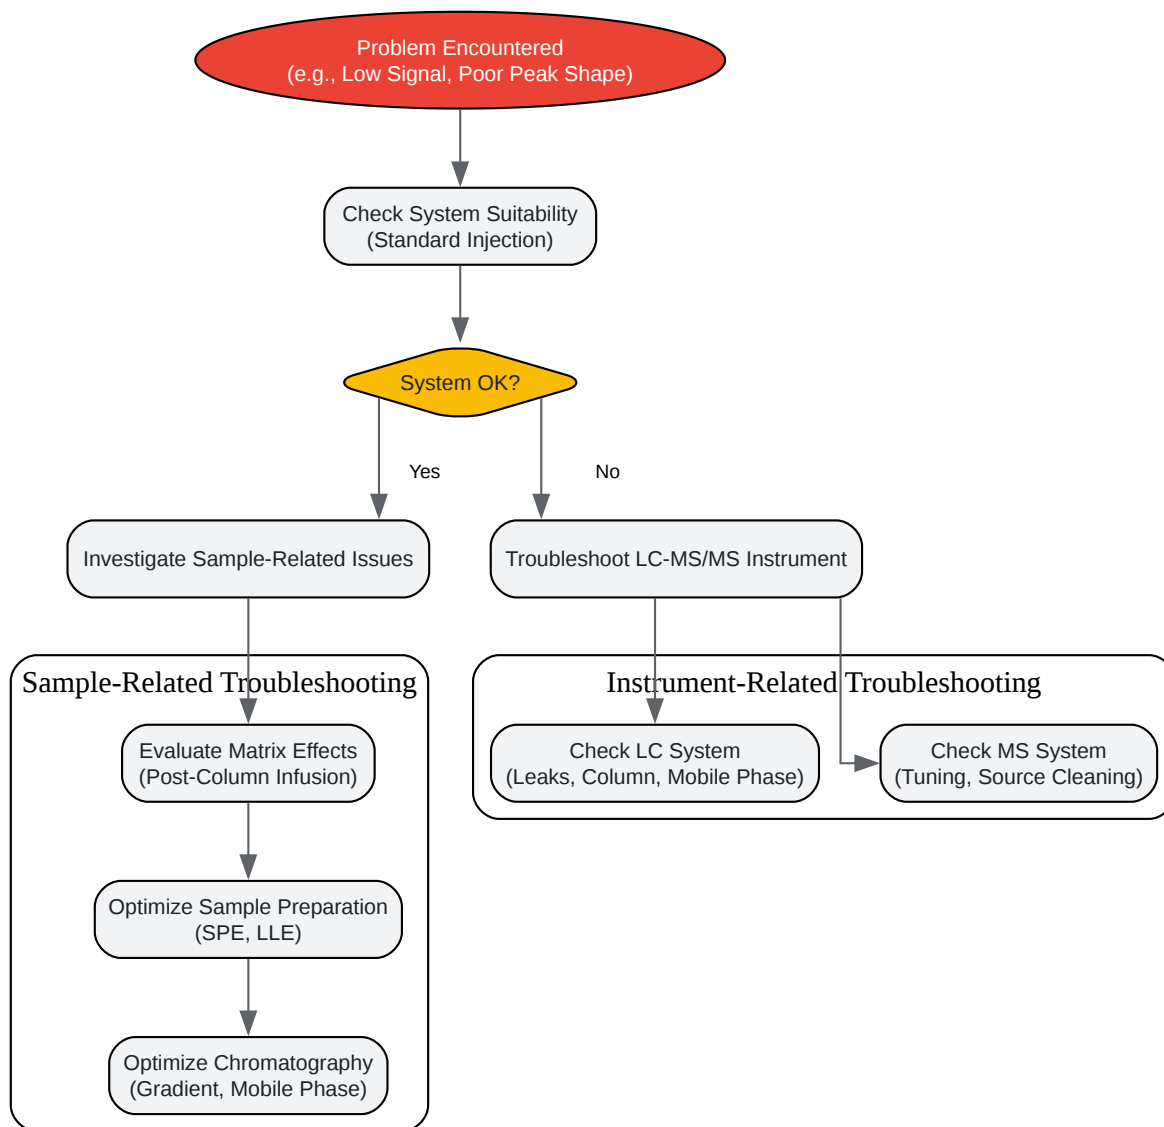 Problem Encountered
(e.g., Low Signal, Poor Peak Shape)
Check System Suitability
(Standard Injection)
System OK?
Yes
No
Investigate Sample-Related Issues
Troubleshoot LC-MS/MS Instrument
Sample-Related Troubleshooting
Instrument-Related Troubleshooting
Evaluate Matrix Effects
(Post-Column Infusion)
Check LC System
(Leaks, Column, Mobile Phase)
Check MS System
(Tuning, Source Cleaning)
Optimize Sample Preparation
(SPE, LLE)
Optimize Chromatography
(Gradient, Mobile Phase)